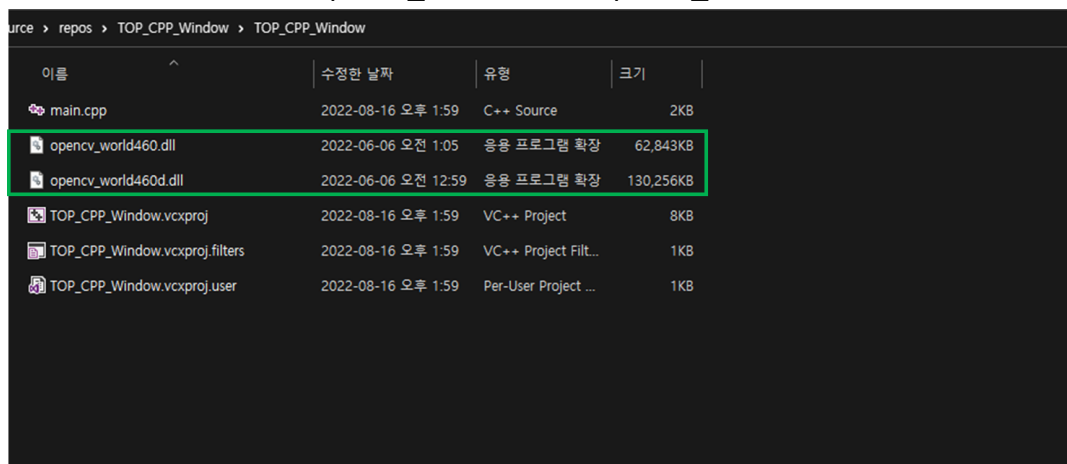 urce > repos > TOP_CPP_Window > TOP_CPP_Window
이름 수정한 날짜 유형 크기
main.cpp 2022-08-16 오후 1:59 C++ Source 2KB
opencv_world460.dll 2022-06-06 오전 1:05 응용 프로그램 확장 62,843KB
opencv_world460d.dll 2022-06-06 오전 12:59 응용 프로그램 확장 130,256KB
TOP_CPP_Window.vcxproj 2022-08-16 오후 1:59 VC++ Project 8KB
TOP_CPP_Window.vcxproj.filters 2022-08-16 오후 1:59 VC++ Project Filt... 1KB
TOP_CPP_Window.vcxproj.user 2022-08-16 오후 1:59 Per-User Project ... 1KB